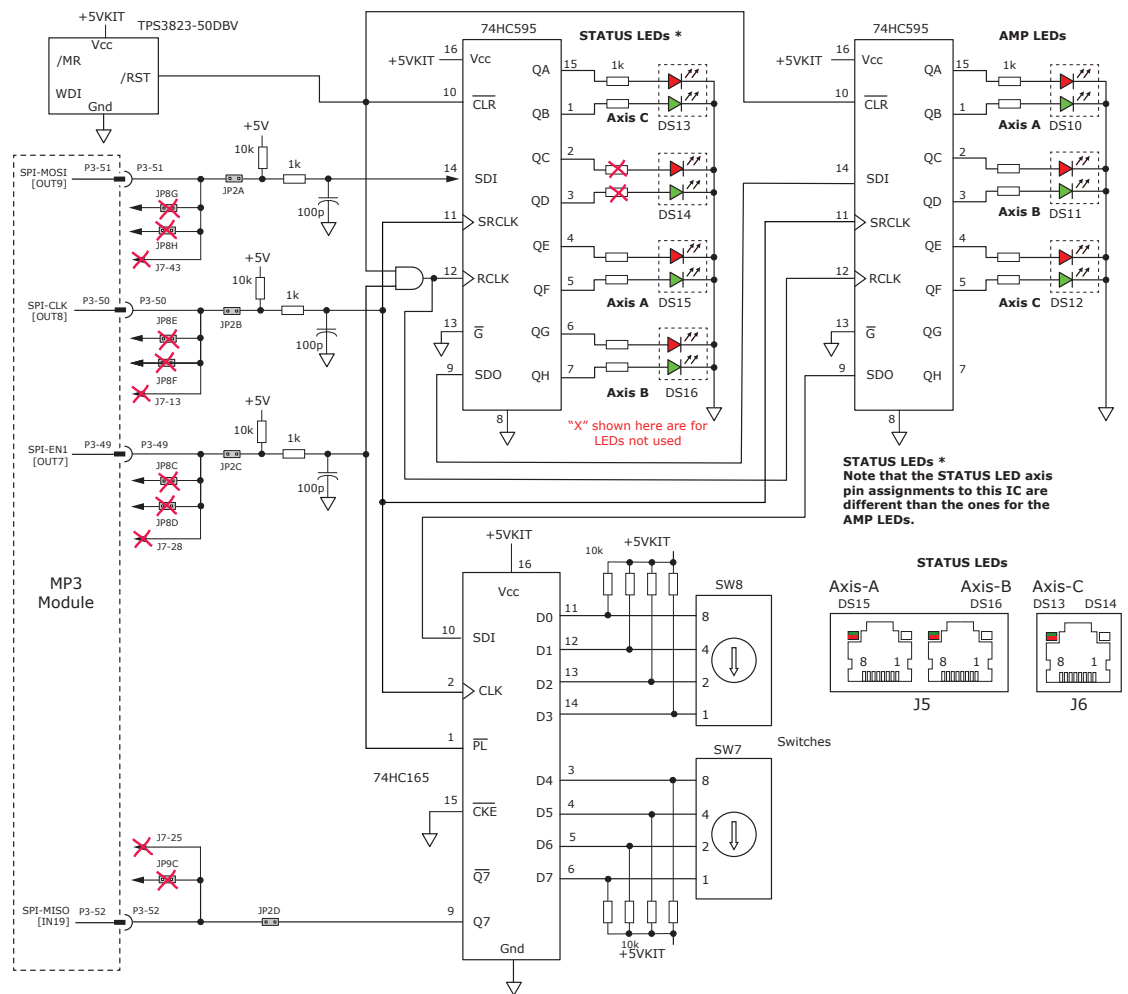 +5VKIT
TPS3823-50DBV
Vcc
/MR
/RST
WDI
Gnd
SPI-MOSI
[OUT9]
P3-51
P3-51
JP2A
10k
+5V
1k
100p
JP8G
JP8H
J7-43
SPI-CLK
[OUT8]
P3-50
P3-50
JP2B
10k
+5V
1k
100p
JP8E
JP8F
J7-13
SPI-EN1
[OUT7]
P3-49
P3-49
JP2C
10k
+5V
1k
100p
JP8C
JP8D
J7-28
MP3
Module
J7-25
JP9C
SPI-MISO
[IN19]
P3-52
P3-52
JP2D
74HC595
+5VKIT
16
Vcc
10
CLR
14
SDI
11
SRCLK
12
RCLK
13
G
9
SDO
8
QA
15
QB
1
QC
2
QD
3
QE
4
QF
5
QG
6
QH
7
STATUS LEDs *
1k
Axis C
DS13
DS14
Axis A
DS15
Axis B
DS16
"X" shown here are for
LEDs not used
74HC595
+5VKIT
16
Vcc
10
CLR
14
SDI
11
SRCLK
12
RCLK
13
G
9
SDO
8
QA
15
QB
1
QC
2
QD
3
QE
4
QF
5
QG
QH
7
AMP LEDs
1k
Axis A
DS10
Axis B
DS11
Axis C
DS12
STATUS LEDs *
Note that the STATUS LED axis
pin assignments to this IC are
different than the ones for the
AMP LEDs.
STATUS LEDs
Axis-A
DS15
Axis-B
DS16
Axis-C
DS13
DS14
8 1
8 1
8 1
J5
J6
+5VKIT
16
Vcc
10
SDI
2
CLK
1
PL
74HC165
15
CKE
Q7
9
Q7
Gnd
D0
11
D1
12
D2
13
D3
14
D4
3
D5
4
D6
5
D7
6
10k
+5VKIT
SW8
8
4
2
1
Switches
SW7
8
4
2
1
10k
+5VKIT